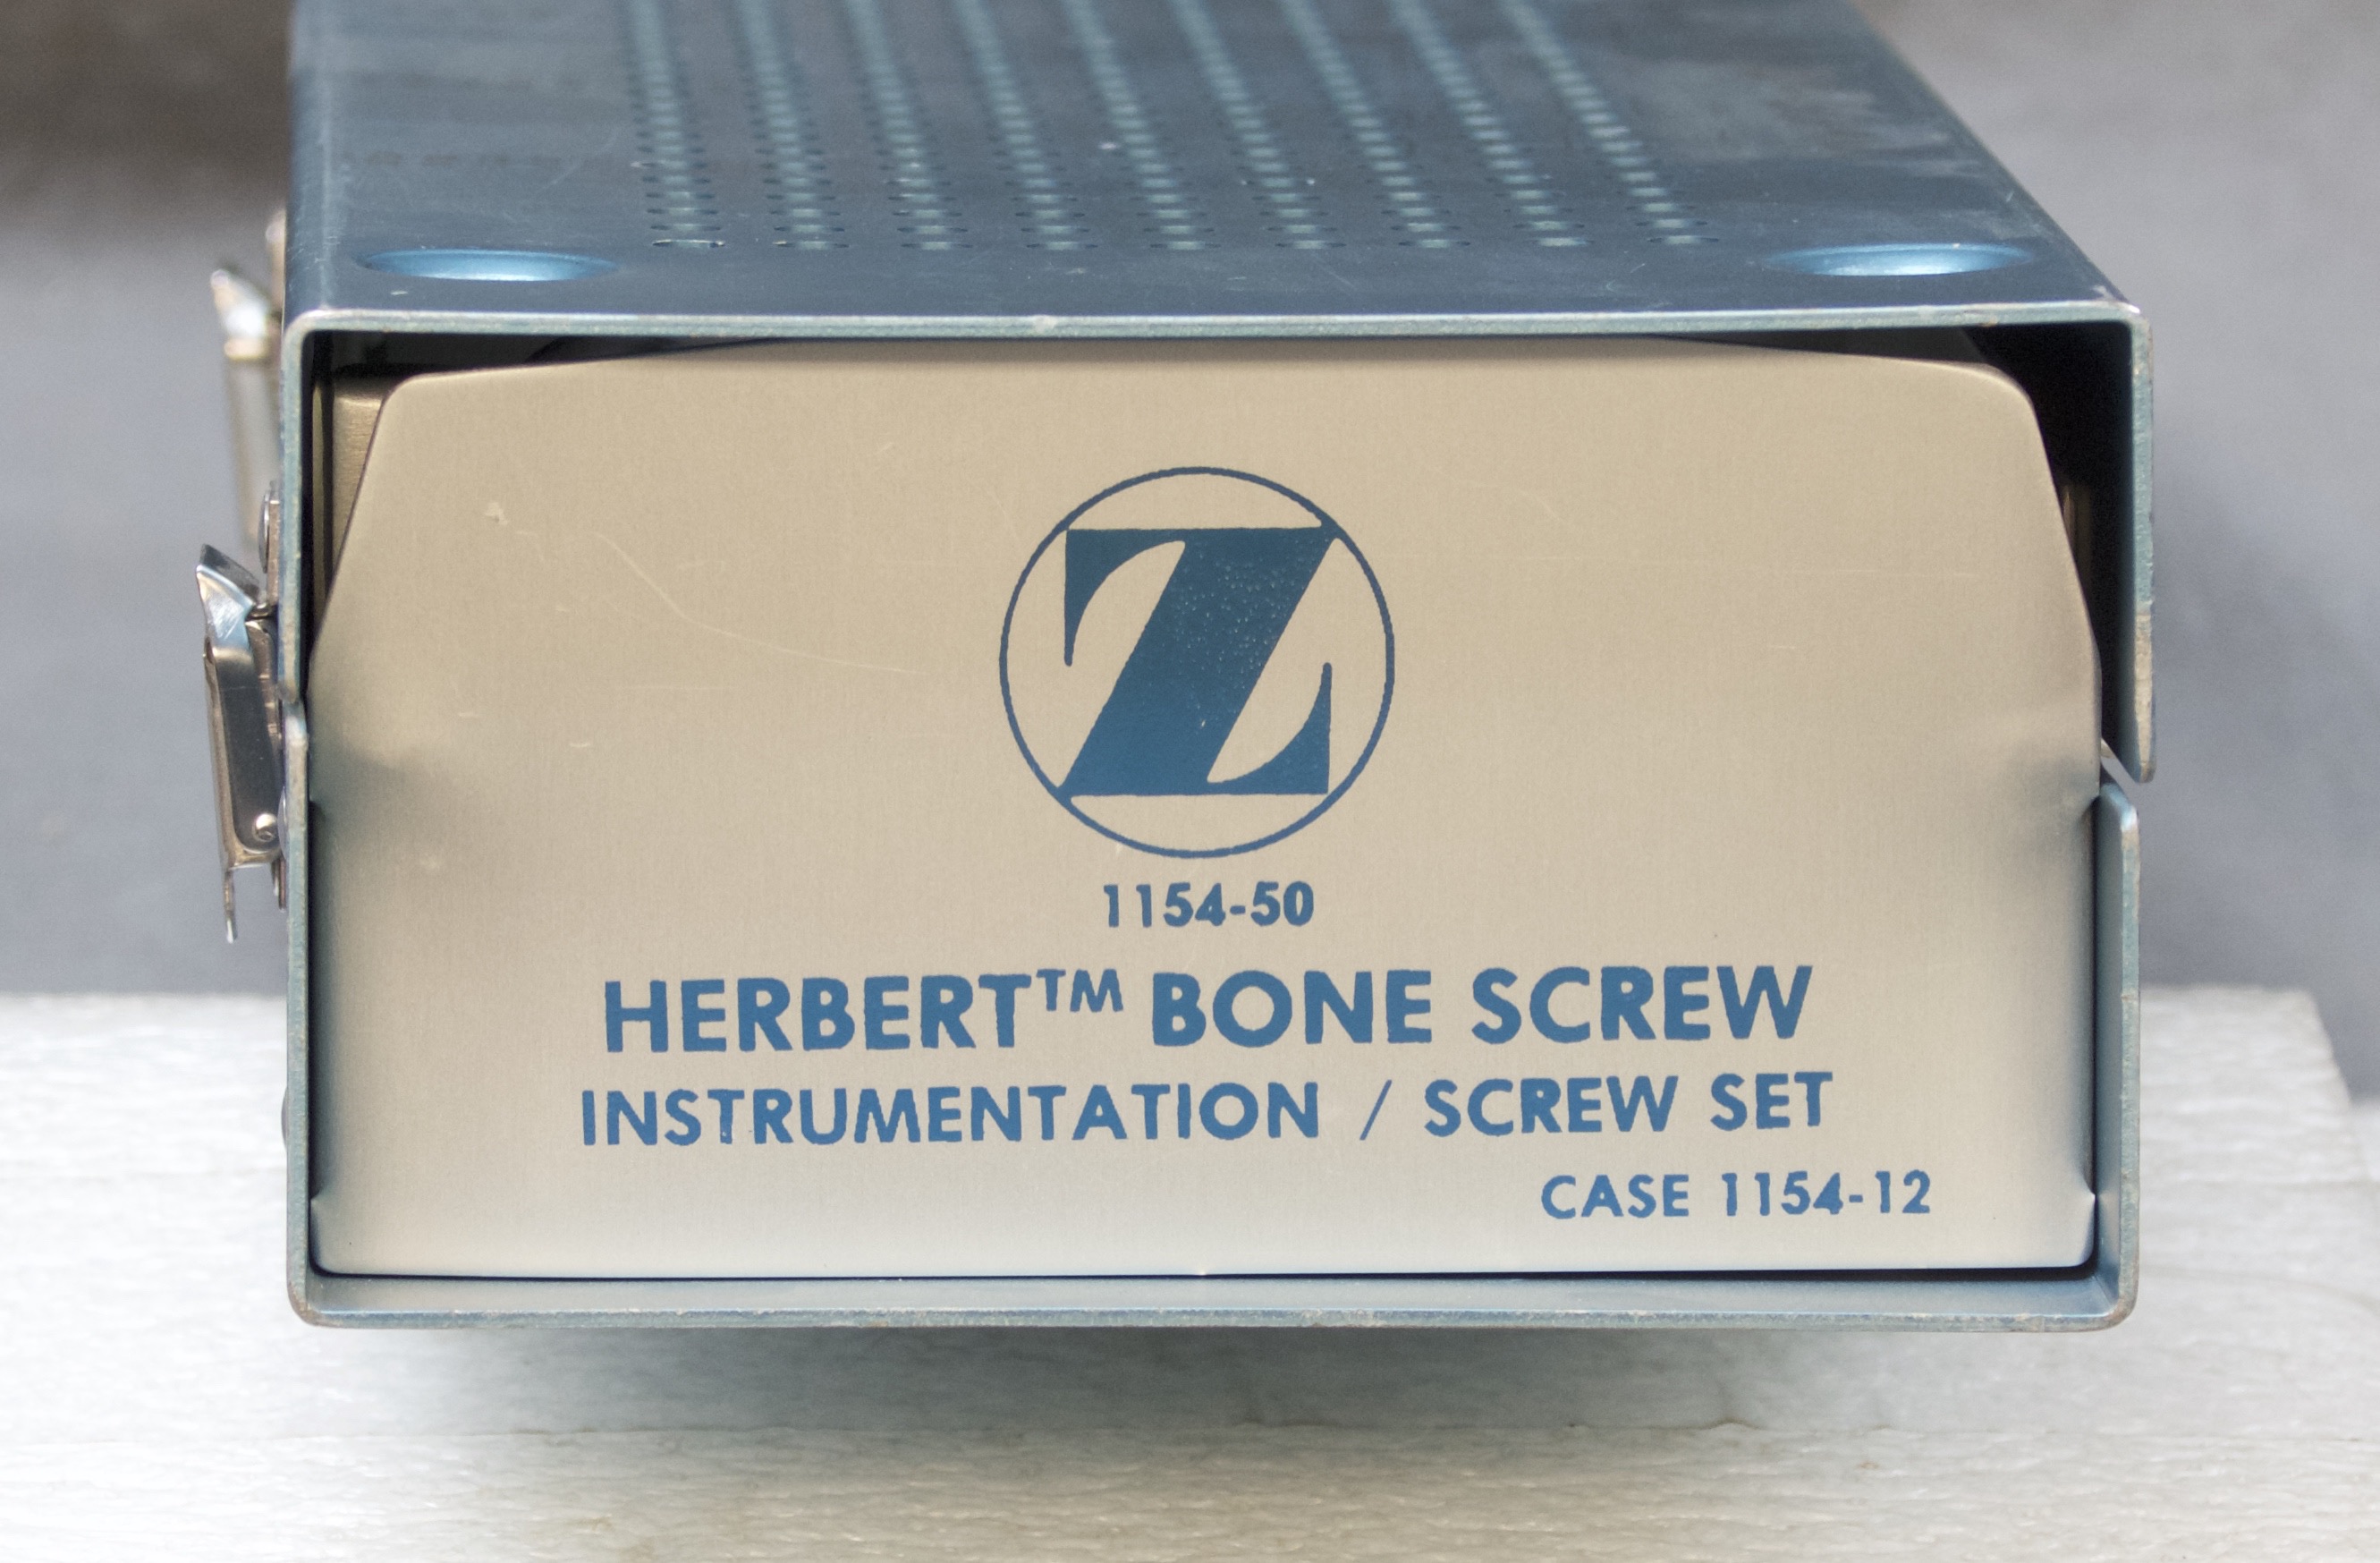 Z
1154-50
HERBERT™ BONE SCREW
INSTRUMENTATION / SCREW SET
CASE 1154-12